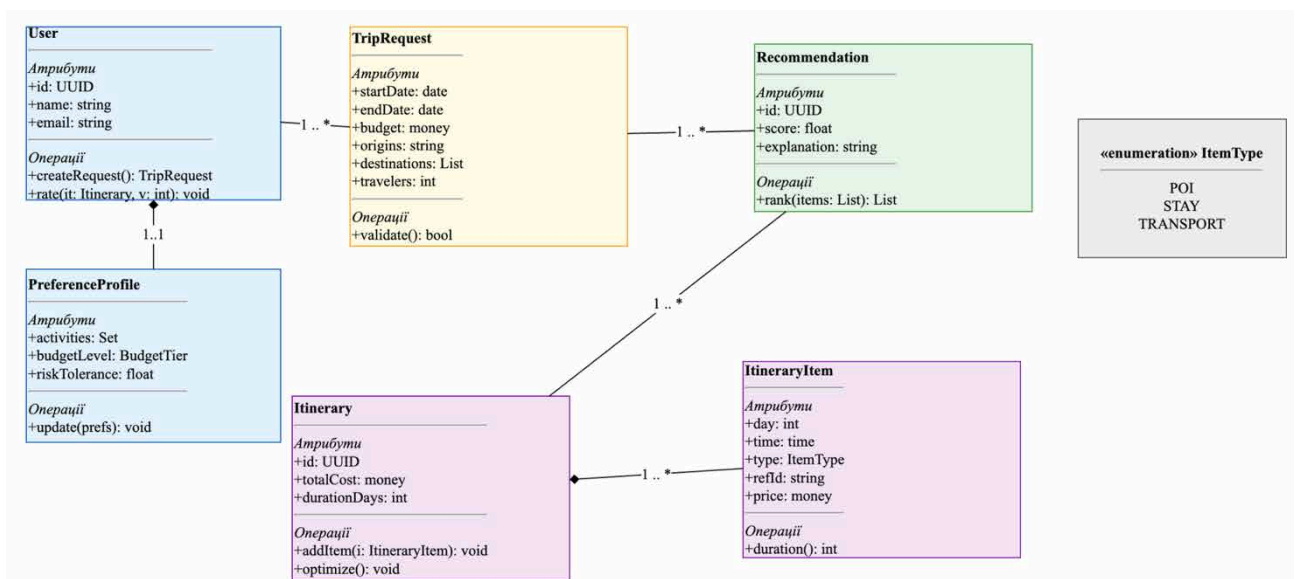 User
Атрибути
+id: UUID
+name: string
+email: string
Операції
+createRequest(): TripRequest
+rate(it: Itinerary, v: int): void
1 .. *
TripRequest
Атрибути
+startDate: date
+endDate: date
+budget: money
+origins: string
+destinations: List
+travelers: int
Операції
+validate(): bool
1 .. *
Recommendation
Атрибути
+id: UUID
+score: float
+explanation: string
Операції
+rank(items: List): List
«enumeration» ItemType
POI
STAY
TRANSPORT
1..1
PreferenceProfile
Атрибути
+activities: Set
+budgetLevel: BudgetTier
+riskTolerance: float
Операції
+update(prefs): void
1 .. *
Itinerary
Атрибути
+id: UUID
+totalCost: money
+durationDays: int
Операції
+addItem(i: ItineraryItem): void
+optimize(): void
1 .. *
ItineraryItem
Атрибути
+day: int
+time: time
+type: ItemType
+refId: string
+price: money
Операції
+duration(): int